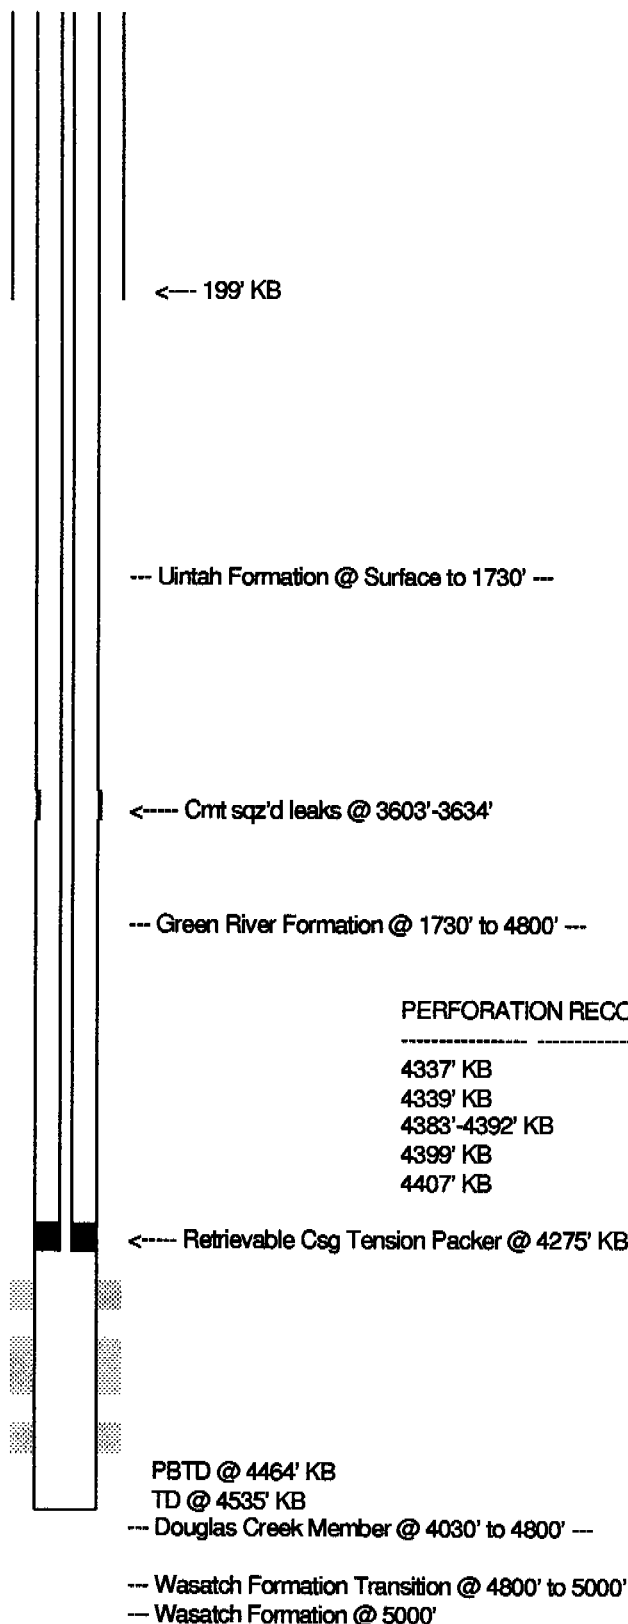 <---- 199' KB
--- Uintah Formation @ Surface to 1730' ---
<----- Cmt sqz'd leaks @ 3603'-3634'
--- Green River Formation @ 1730' to 4800' ---
PERFORATION RECO
------------------ -------------
4337' KB
4339' KB
4383'-4392' KB
4399' KB
4407' KB
<----- Retrievable Csg Tension Packer @ 4275' KB
PBTD @ 4464' KB
TD @ 4535' KB
--- Douglas Creek Member @ 4030' to 4800' ---
--- Wasatch Formation Transition @ 4800' to 5000'
--- Wasatch Formation @ 5000'